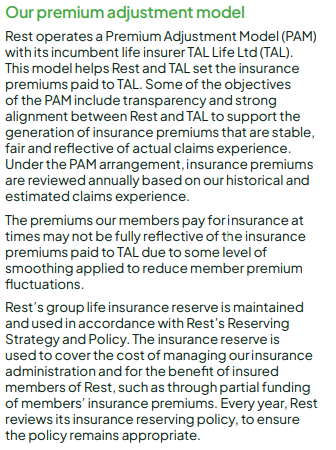 Our premium adjustment model
Rest operates a Premium Adjustment Model (PAM)
with its incumbent life insurer TAL Life Ltd (TAL).
This model helps Rest and TAL set the insurance
premiums paid to TAL. Some of the objectives
of the PAM include transparency and strong
alignment between Rest and TAL to support the
generation of insurance premiums that are stable,
fair and reflective of actual claims experience.
Under the PAM arrangement, insurance premiums
are reviewed annually based on our historical and
estimated claims experience.
The premiums our members pay for insurance at
times may not be fully reflective of the insurance
premiums paid to TAL due to some level of
smoothing applied to reduce member premium
fluctuations.
Rest's group life insurance reserve is maintained
and used in accordance with Rest's Reserving
Strategy and Policy. The insurance reserve is
used to cover the cost of managing our insurance
administration and for the benefit of insured
members of Rest, such as through partial funding
of members' insurance premiums. Every year, Rest
reviews its insurance reserving policy, to ensure
the policy remains appropriate.